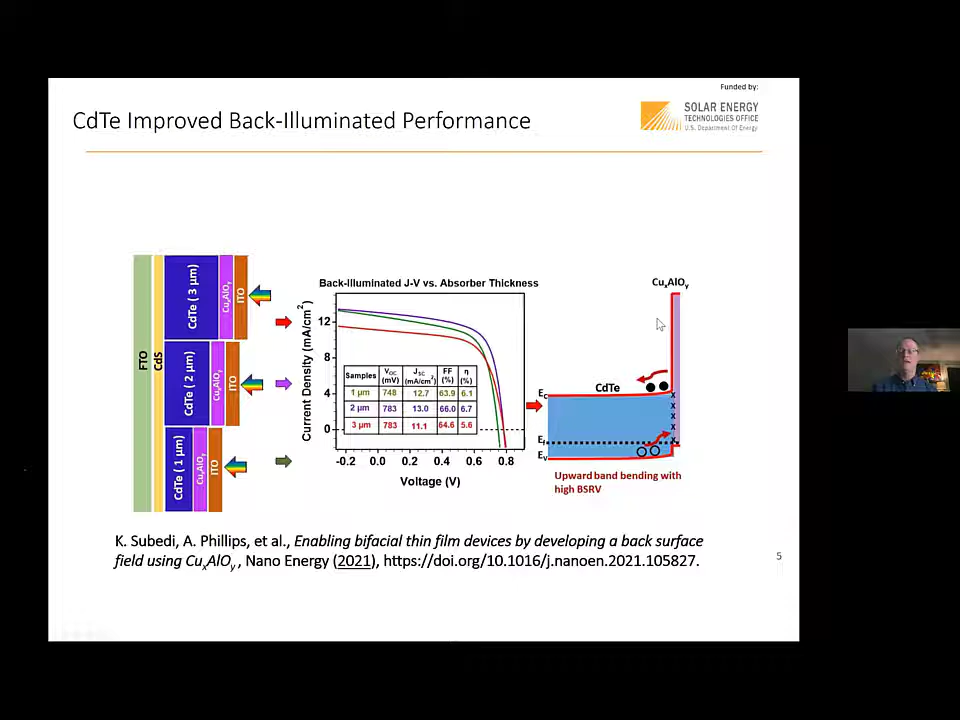 Funded by:
SOLAR ENERGY
TECHNOLOGIES OFFICE
U.S. Department Of Energy
CdTe Improved Back-Illuminated Performance
FTO
CdS
CdTe ( 3 µm)
CuxAlOy
ITO
CdTe ( 2 µm)
CuxAlOy
ITO
CdTe ( 1 µm)
CuxAlOy
ITO
Back-Illuminated J-V vs. Absorber Thickness
Current Density (mA/cm²)
12
8
4
0
-0.2 0.0 0.2 0.4 0.6 0.8
Voltage (V)
Samples VOC (mV) JSC (mA/cm²) FF (%) η (%)
1 µm 748 12.7 63.9 6.1
2 µm 783 13.0 66.0 6.7
3 µm 783 11.1 64.6 5.6
CuxAlOy
CdTe
EC
Ef
EV
x
x
x
x
x
Upward band bending with
high BSRV
K. Subedi, A. Phillips, et al., Enabling bifacial thin film devices by developing a back surface
field using CuxAlOy , Nano Energy (2021), https://doi.org/10.1016/j.nanoen.2021.105827.
5